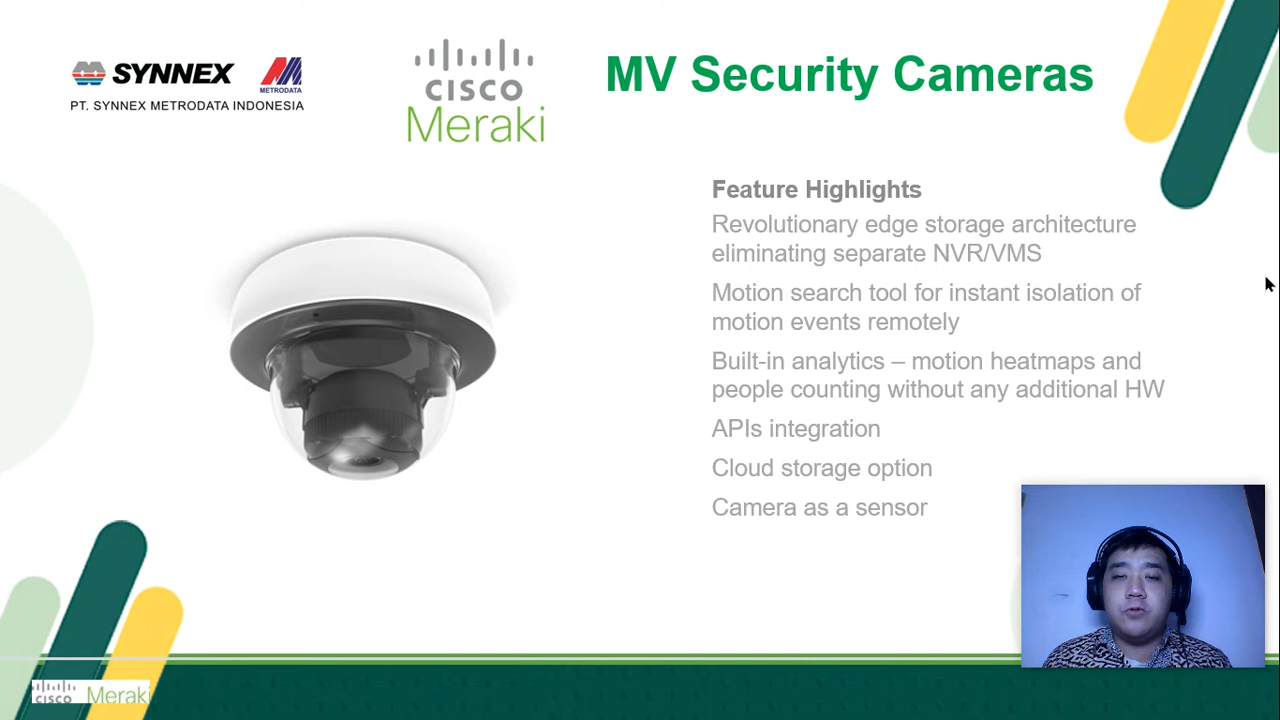 SYNNEX
METRODATA
PT. SYNNEX METRODATA INDONESIA
CISCO
Meraki
MV Security Cameras
Feature Highlights
Revolutionary edge storage architecture
eliminating separate NVR/VMS
Motion search tool for instant isolation of
motion events remotely
Built-in analytics – motion heatmaps and
people counting without any additional HW
APIs integration
Cloud storage option
Camera as a sensor
CISCO Meraki